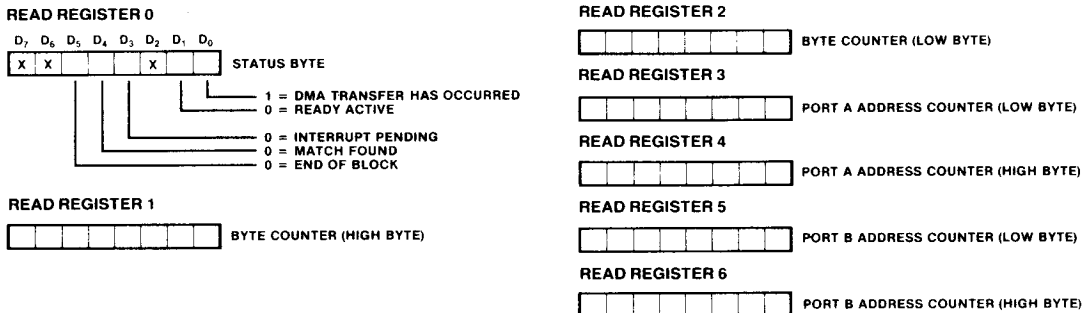 READ REGISTER 0
D7 D6 D5 D4 D3 D2 D1 D0
X X X STATUS BYTE
1 = DMA TRANSFER HAS OCCURRED
0 = READY ACTIVE
0 = INTERRUPT PENDING
0 = MATCH FOUND
0 = END OF BLOCK
READ REGISTER 1
BYTE COUNTER (HIGH BYTE)
READ REGISTER 2
BYTE COUNTER (LOW BYTE)
READ REGISTER 3
PORT A ADDRESS COUNTER (LOW BYTE)
READ REGISTER 4
PORT A ADDRESS COUNTER (HIGH BYTE)
READ REGISTER 5
PORT B ADDRESS COUNTER (LOW BYTE)
READ REGISTER 6
PORT B ADDRESS COUNTER (HIGH BYTE)